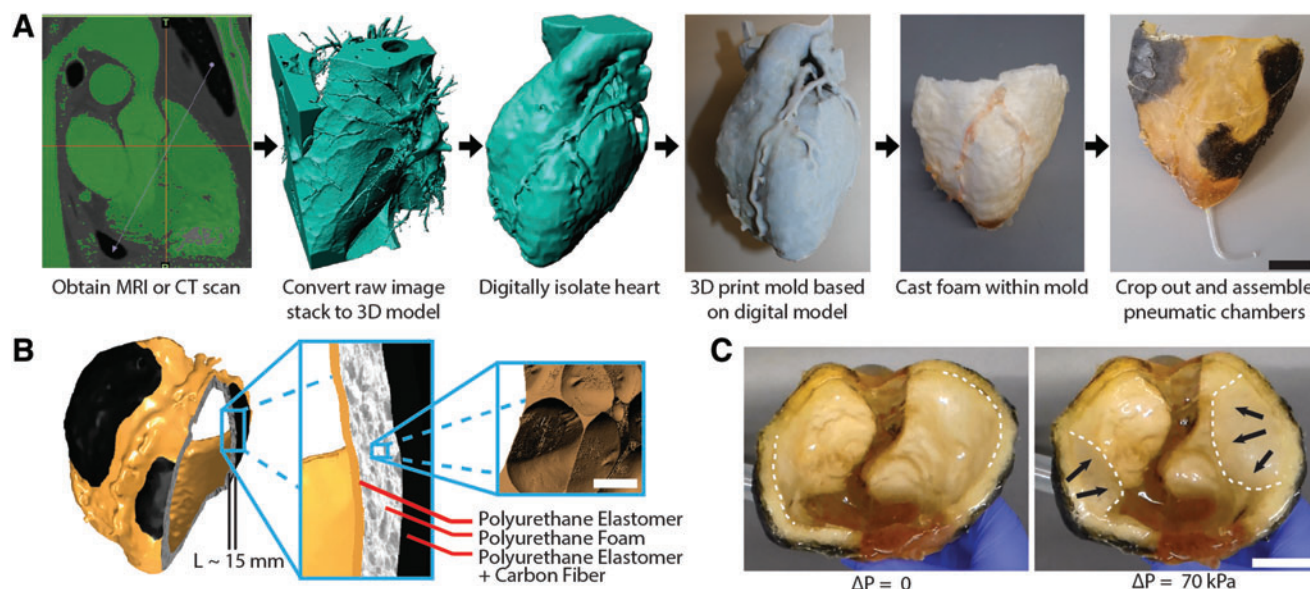 A
Obtain MRI or CT scan
Convert raw image
stack to 3D model
Digitally isolate heart
3D print mold based
on digital model
Cast foam within mold
Crop out and assemble
pneumatic chambers
B
L ~ 15 mm
Polyurethane Elastomer
Polyurethane Foam
Polyurethane Elastomer
+ Carbon Fiber
C
ΔP = 0
ΔP = 70 kPa